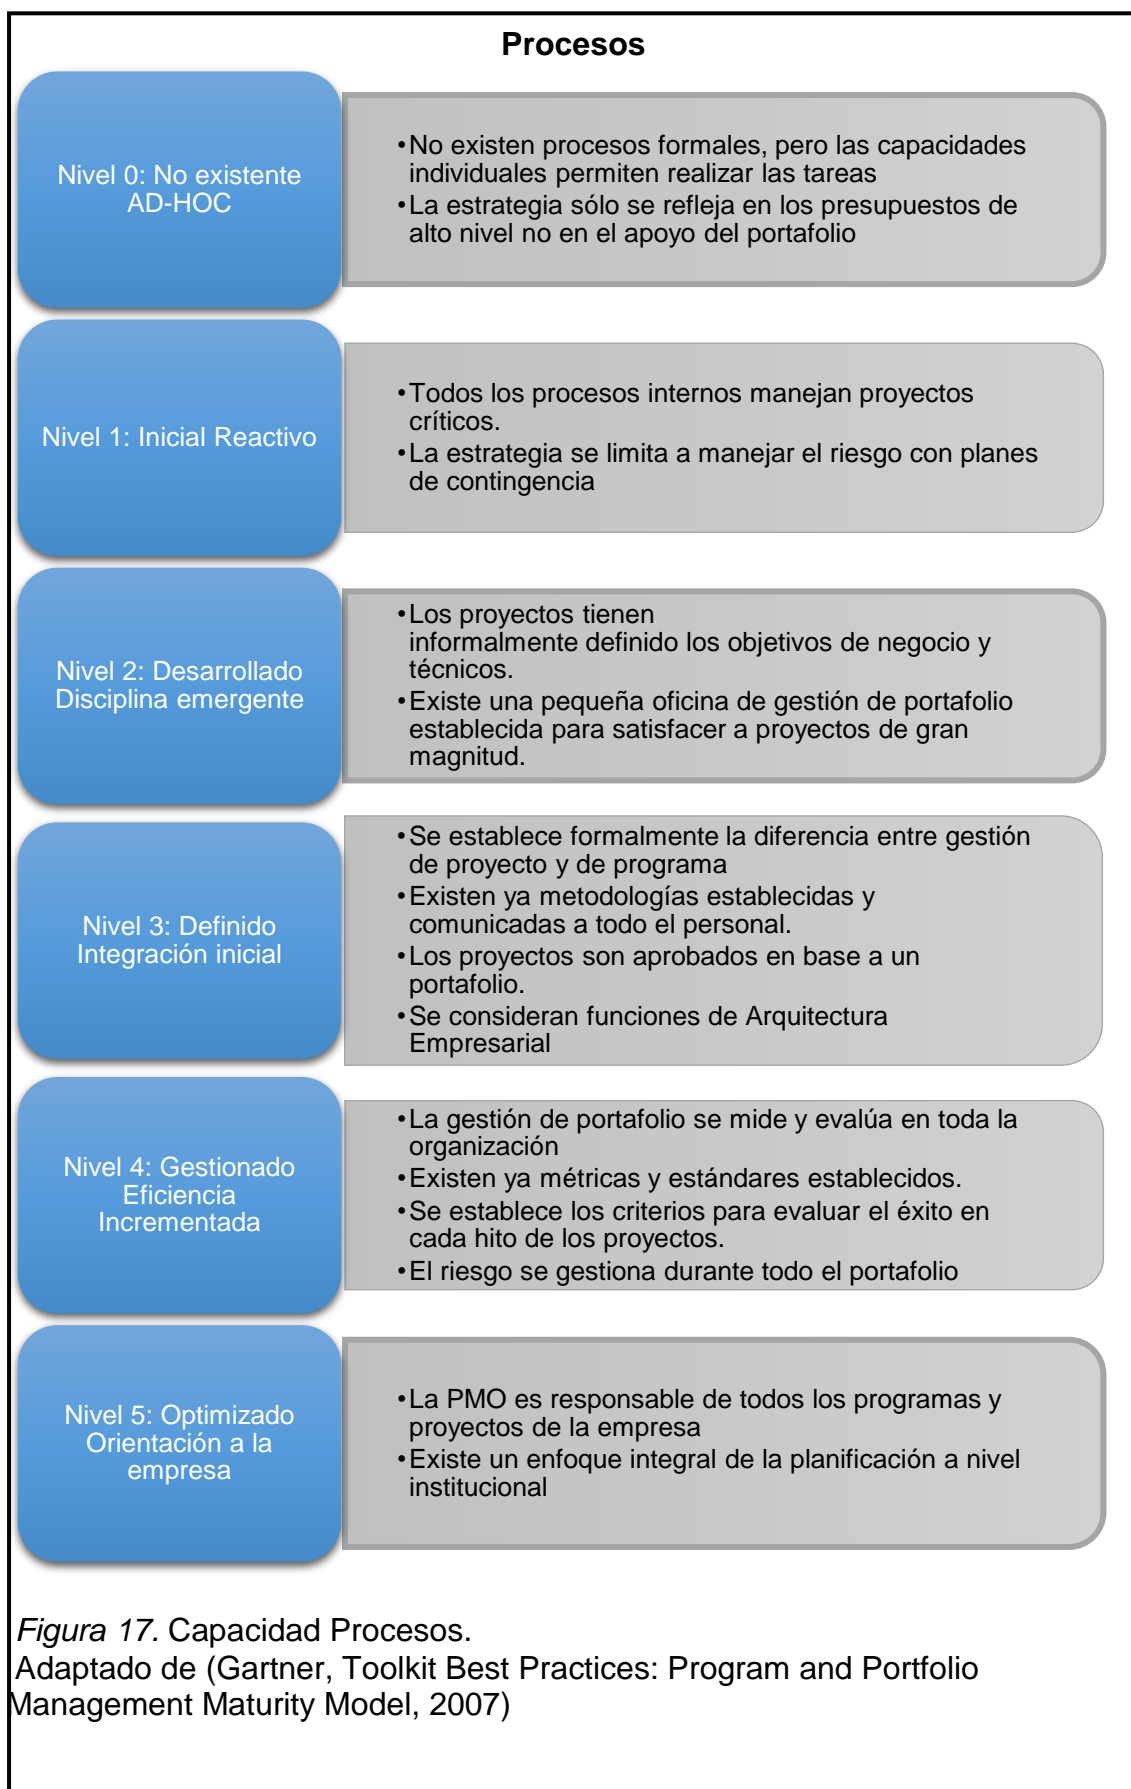 Procesos
Nivel 0: No existente
AD-HOC
•No existen procesos formales, pero las capacidades
individuales permiten realizar las tareas
•La estrategia sólo se refleja en los presupuestos de
alto nivel no en el apoyo del portafolio
Nivel 1: Inicial Reactivo
•Todos los procesos internos manejan proyectos
críticos.
•La estrategia se limita a manejar el riesgo con planes
de contingencia
Nivel 2: Desarrollado
Disciplina emergente
•Los proyectos tienen
informalmente definido los objetivos de negocio y
técnicos.
•Existe una pequeña oficina de gestión de portafolio
establecida para satisfacer a proyectos de gran
magnitud.
Nivel 3: Definido
Integración inicial
•Se establece formalmente la diferencia entre gestión
de proyecto y de programa
•Existen ya metodologías establecidas y
comunicadas a todo el personal.
•Los proyectos son aprobados en base a un
portafolio.
•Se consideran funciones de Arquitectura
Empresarial
Nivel 4: Gestionado
Eficiencia
Incrementada
•La gestión de portafolio se mide y evalúa en toda la
organización
•Existen ya métricas y estándares establecidos.
•Se establece los criterios para evaluar el éxito en
cada hito de los proyectos.
•El riesgo se gestiona durante todo el portafolio
Nivel 5: Optimizado
Orientación a la
empresa
•La PMO es responsable de todos los programas y
proyectos de la empresa
•Existe un enfoque integral de la planificación a nivel
institucional
Figura 17. Capacidad Procesos.
Adaptado de (Gartner, Toolkit Best Practices: Program and Portfolio
Management Maturity Model, 2007)